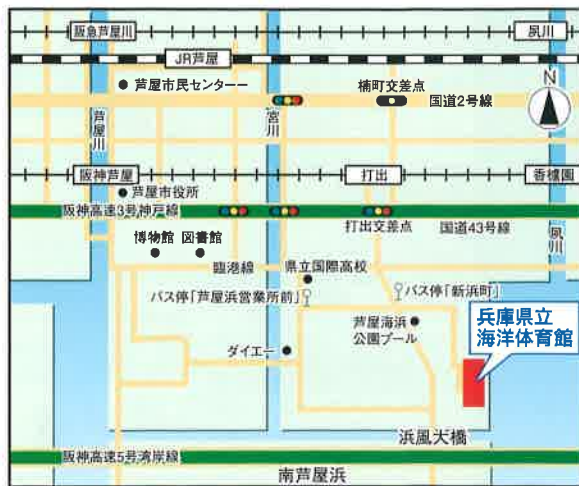 阪急芦屋川
夙川
JR芦屋
芦屋市民センターー
楠町交差点
N
国道2号線
芦屋川
宮川
阪神芦屋
打出
香櫨園
芦屋市役所
阪神高速3号神戸線
打出交差点
国道43号線
夙川
博物館
図書館
臨港線
県立国際高校
バス停「芦屋浜営業所前」
バス停「新浜町」
兵庫県立
海洋体育館
芦屋海浜
公園プール
ダイエー
浜風大橋
阪神高速5号湾岸線
南芦屋浜